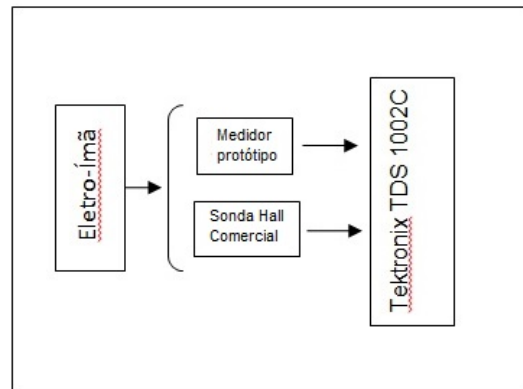 Eletro-Ímã
Medidor
protótipo
Sonda Hall
Comercial
Tektronix TDS 1002C